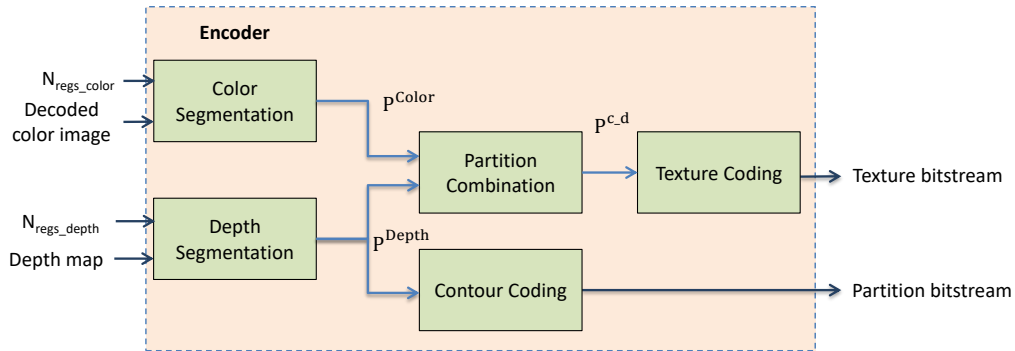 Encoder
N_regs_color
Decoded
color image
Color
Segmentation
P^Color
P^c_d
Partition
Combination
Texture Coding
Texture bitstream
N_regs_depth
Depth map
Depth
Segmentation
P^Depth
Contour Coding
Partition bitstream